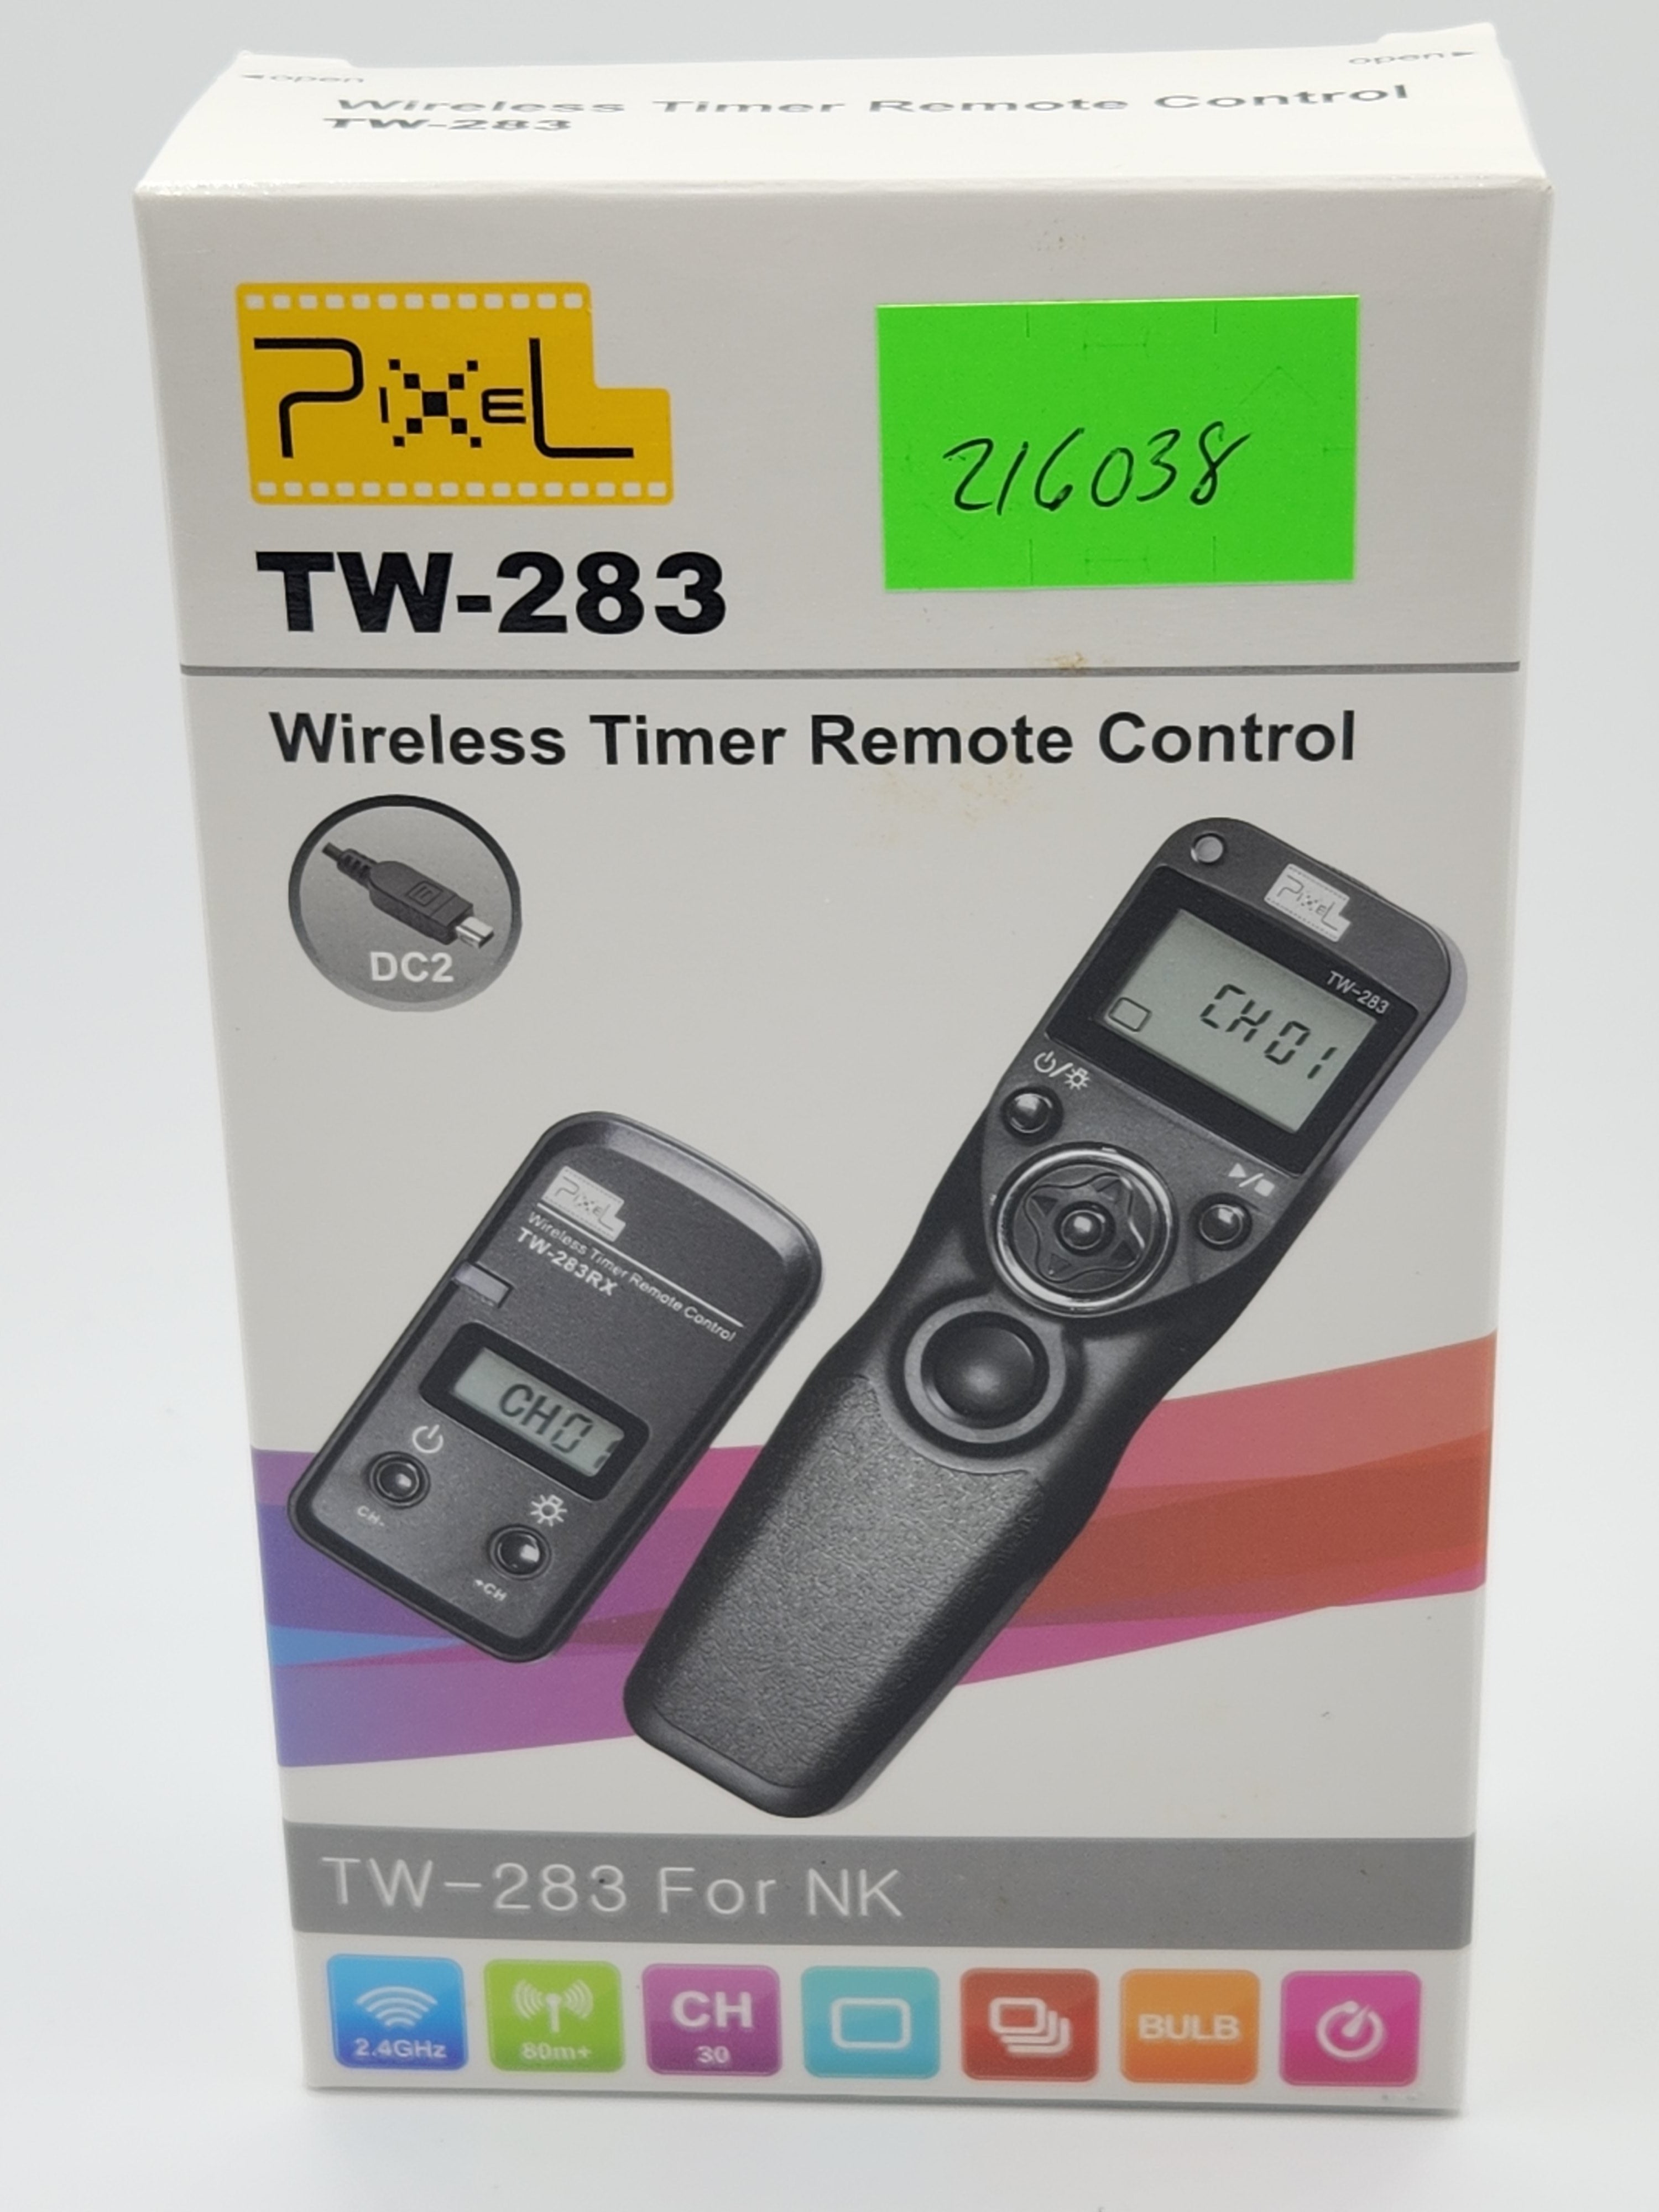 ◄open
open►
Wireless Timer Remote Control
TW-283
PIXEL
216038
TW-283
Wireless Timer Remote Control
DC2
PIXEL
TW-283
CH01
PIXEL
Wireless Timer Remote Control
TW-283RX
CH01
CH-
+CH
TW-283 For NK
2.4GHz
80m+
CH
30
BULB